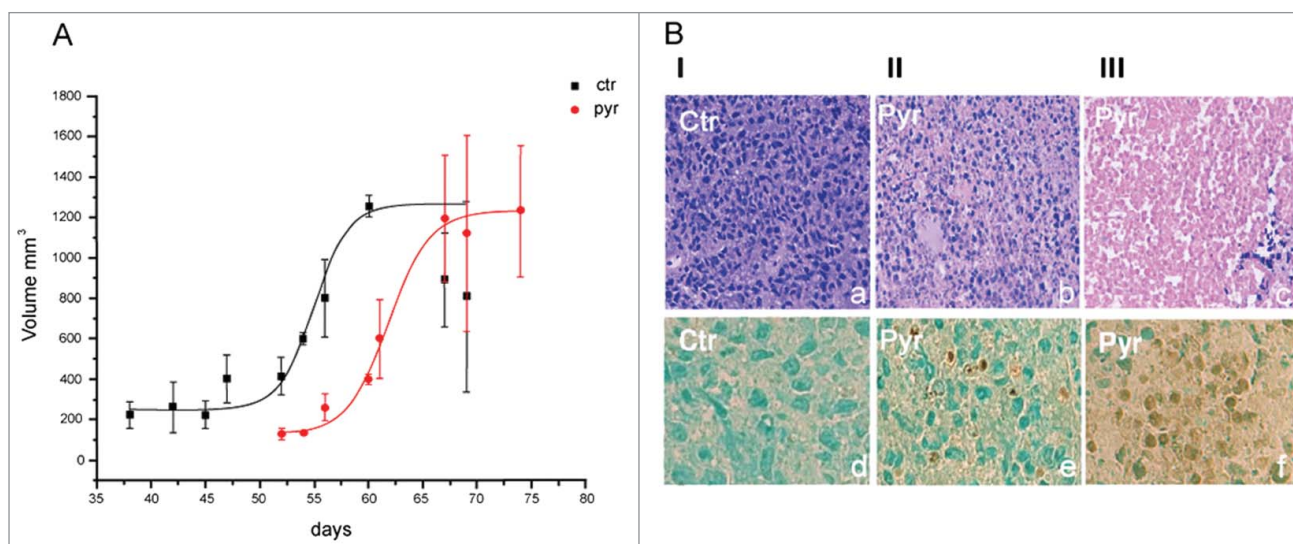 A
ctr
pyr
1800
1600
1400
1200
1000
800
600
400
200
0
Volume mm³
35 40 45 50 55 60 65 70 75 80
days
B
I II III
Ctr Pyr Pyr
a b c
Ctr Pyr Pyr
d e f